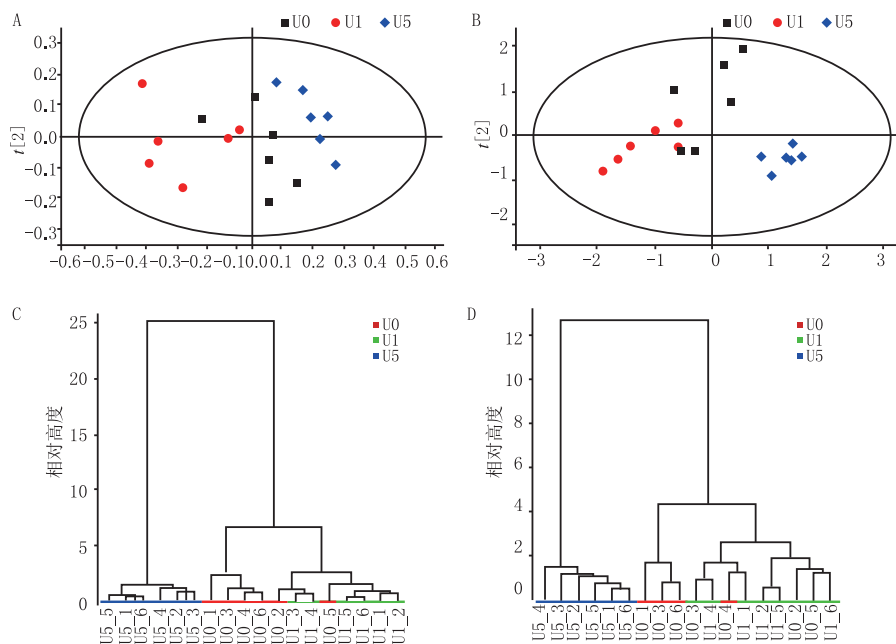 A
U0 U1 U5
t[2]
0.3
0.2
0.1
0.0
-0.1
-0.2
-0.3
-0.6-0.5-0.4-0.3-0.2-0.10.0 0.1 0.2 0.3 0.4 0.5 0.6
B
U0 U1 U5
t[2]
2
1
0
-1
-2
-3 -2 -1 0 1 2 3
C
U0
U1
U5
相对高度
25
20
15
10
5
0
U5_5 U5_1 U5_6 U5_4 U5_2 U5_3 U0_1 U0_3 U0_4 U0_6 U0_2 U1_3 U1_4 U0_5 U1_5 U1_6 U1_1 U1_2
D
U0
U1
U5
相对高度
12
10
8
6
4
2
0
U5_4 U5_3 U5_2 U5_5 U5_1 U5_6 U0_1 U0_3 U0_6 U0_3 U1_4 U0_4 U1_1 U1_2 U1_5 U0_2 U0_5 U1_6